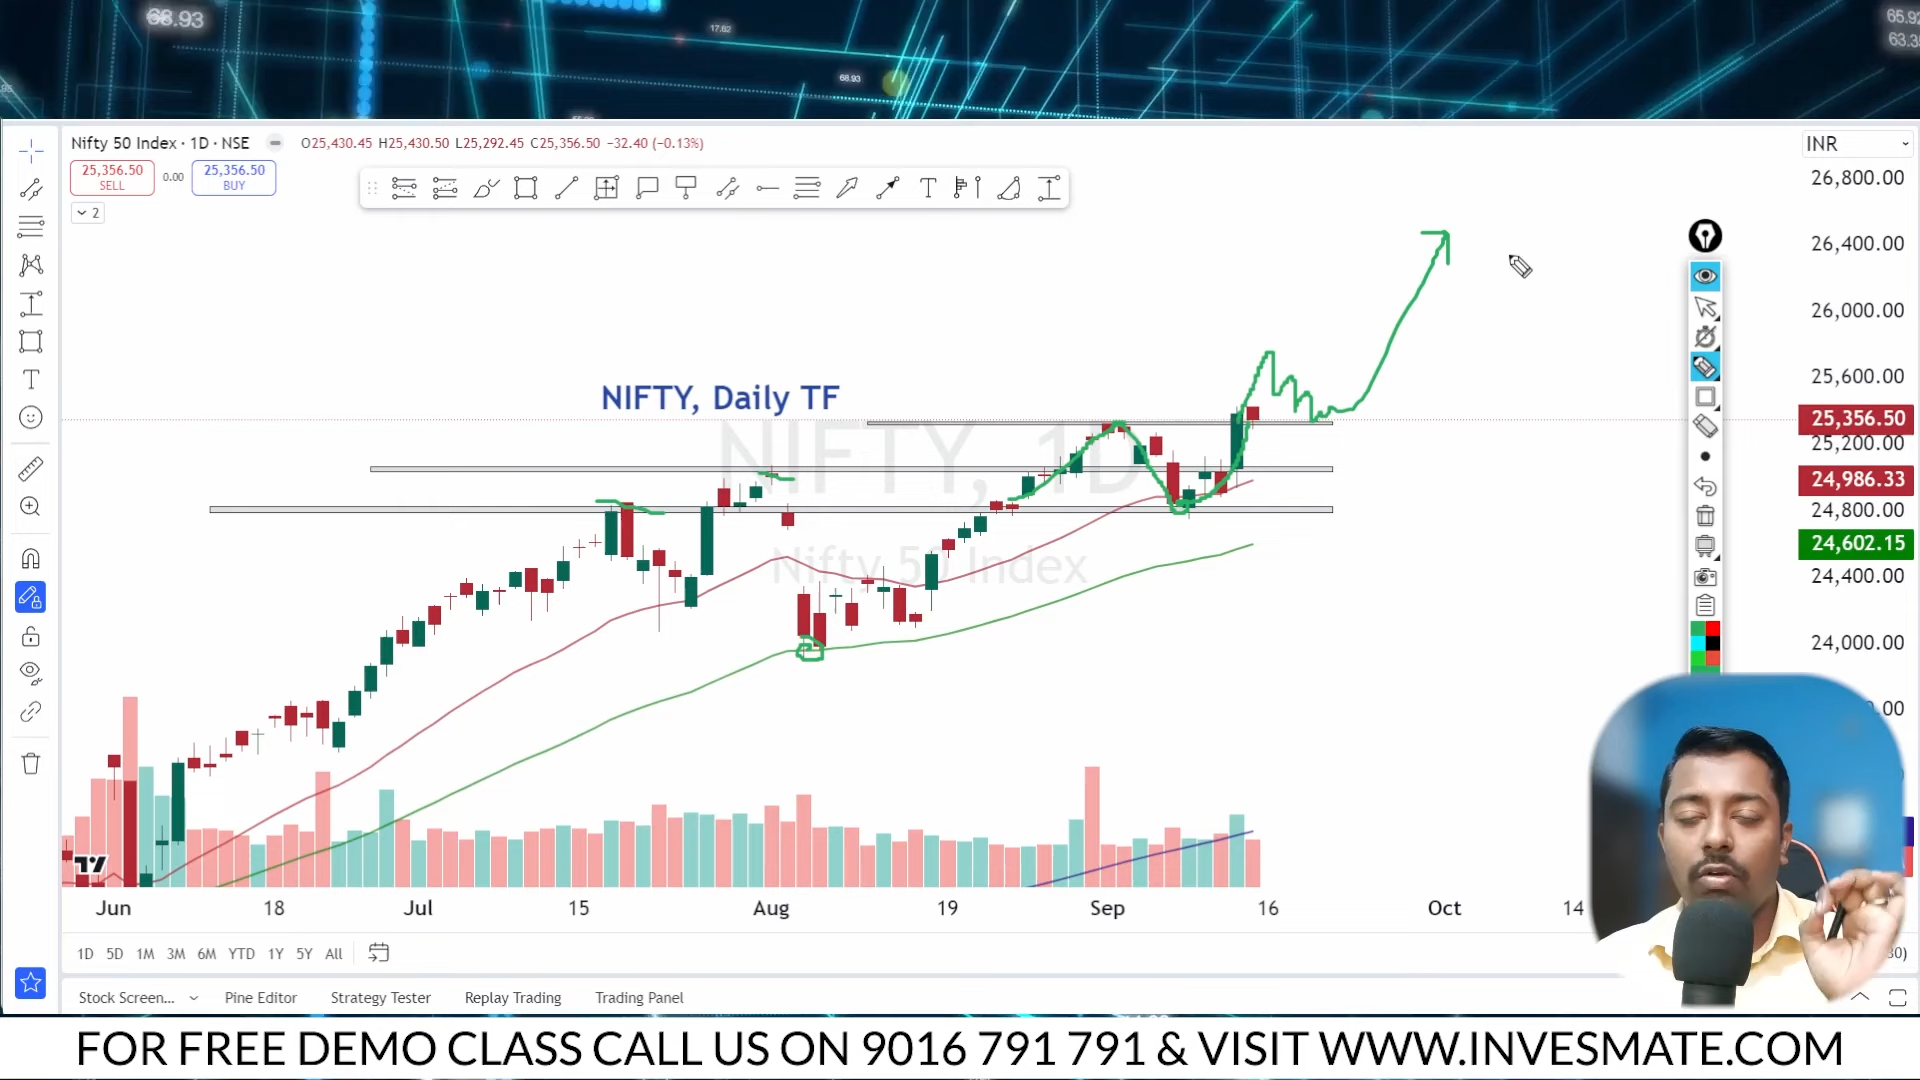 68.93
17.62
68.93
Nifty 50 Index · 1D · NSE
O25,430.45 H25,430.50 L25,292.45 C25,356.50 −32.40 (−0.13%)
INR
25,356.50
SELL
0.00
25,356.50
BUY
2
26,800.00
26,400.00
26,000.00
25,600.00
25,356.50
25,200.00
24,986.33
24,800.00
24,602.15
24,400.00
24,000.00
NIFTY, Daily TF
NIFTY, 1D
Nifty 50 Index
Jun 18 Jul 15 Aug 19 Sep 16 Oct 14
1D 5D 1M 3M 6M YTD 1Y 5Y All
Stock Screen... Pine Editor Strategy Tester Replay Trading Trading Panel
FOR FREE DEMO CLASS CALL US ON 9016 791 791 & VISIT WWW.INVESMATE.COM